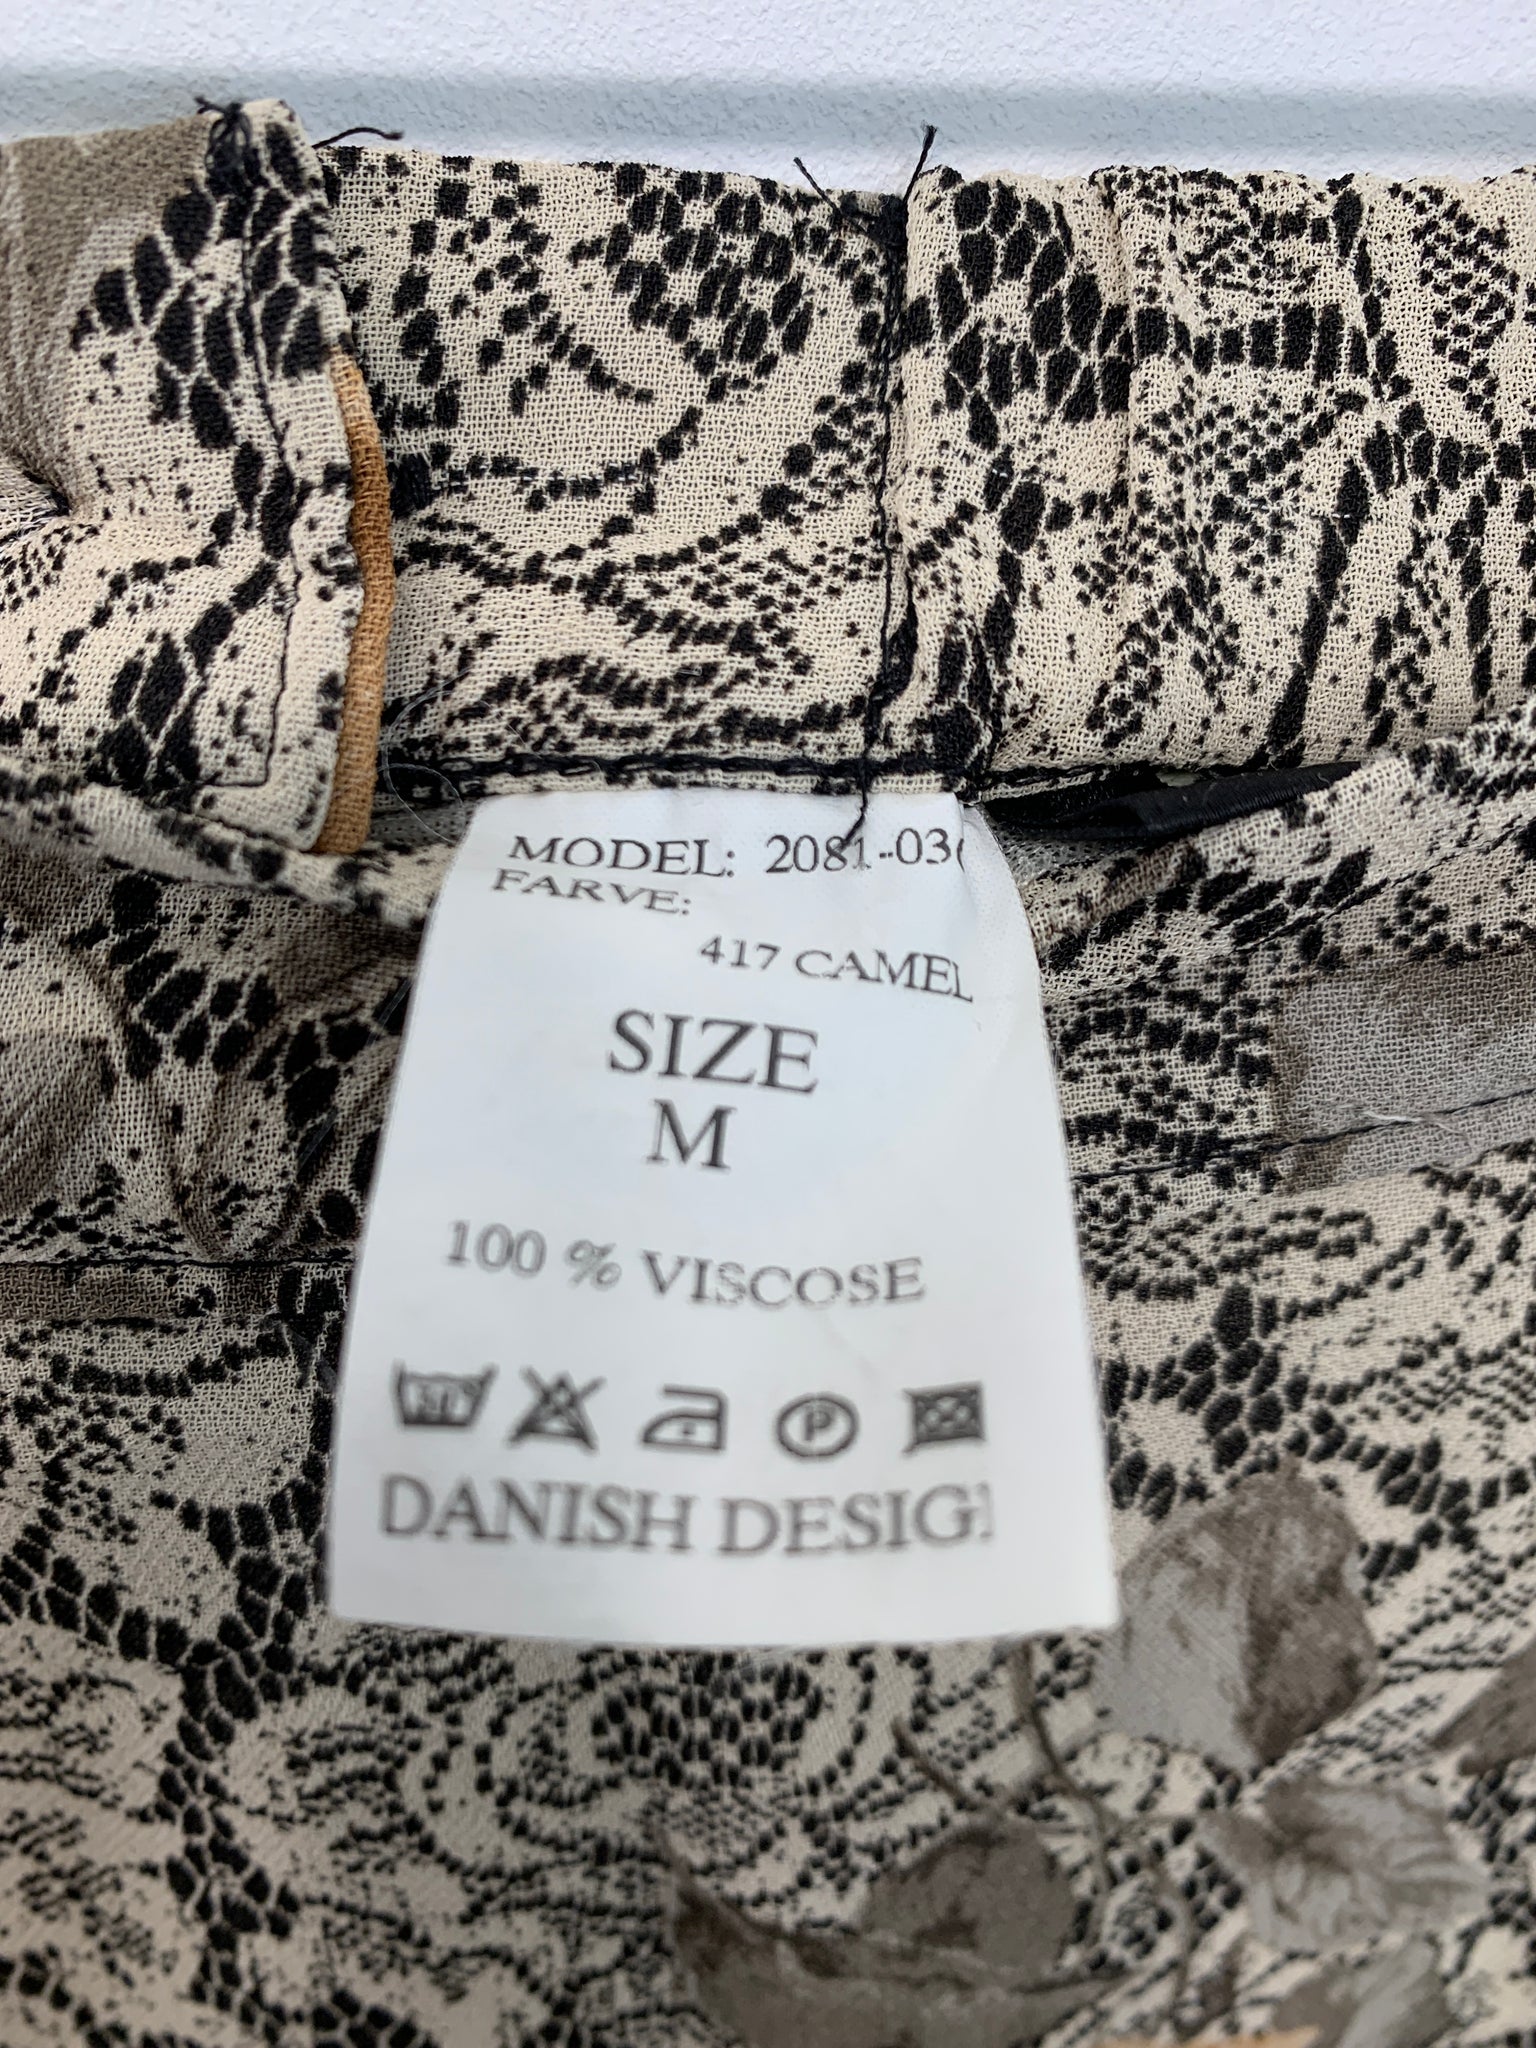 MODEL: 2081-03
FARVE:
417 CAMEL
SIZE
M
100 % VISCOSE
P
DANISH DESIG